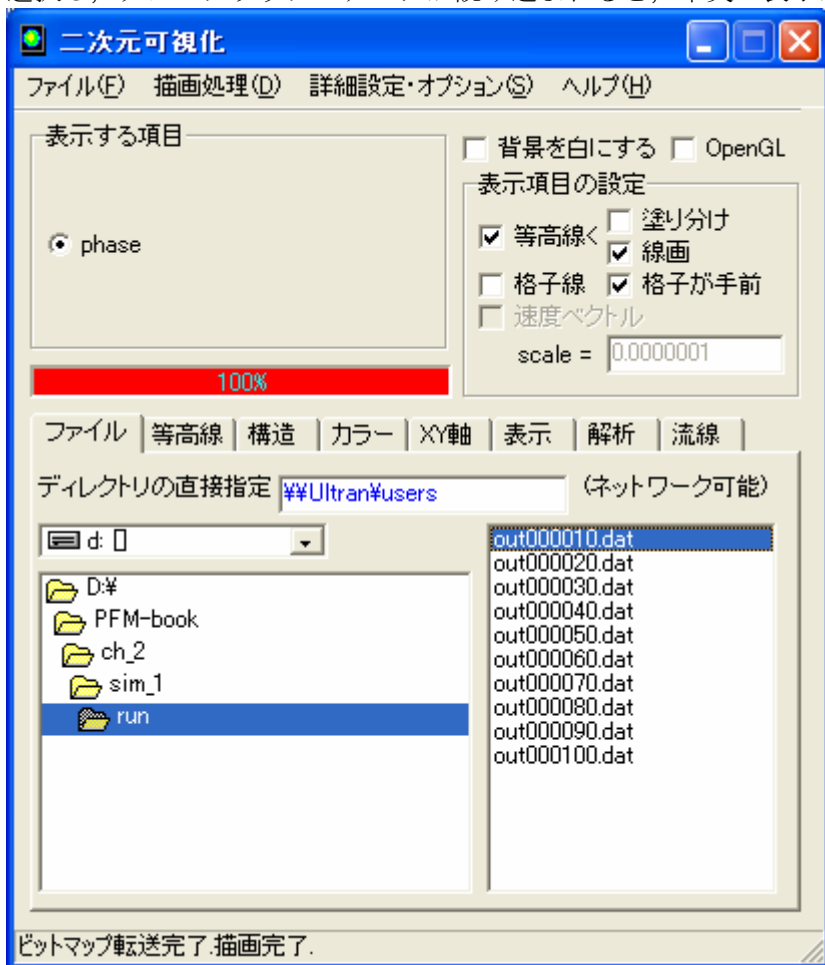 二次元可視化
ファイル(F) 描画処理(D) 詳細設定・オプション(S) ヘルプ(H)
表示する項目
phase
背景を白にする OpenGL
表示項目の設定
等高線く 塗り分け
線画
格子線 格子が手前
速度ベクトル
scale = 0.0000001
100%
ファイル 等高線 構造 カラー XY軸 表示 解析 流線
ディレクトリの直接指定 ¥¥Ultran¥users (ネットワーク可能)
d: []
D:¥
PFM-book
ch_2
sim_1
run
out000010.dat
out000020.dat
out000030.dat
out000040.dat
out000050.dat
out000060.dat
out000070.dat
out000080.dat
out000090.dat
out000100.dat
ビットマップ転送完了.描画完了.